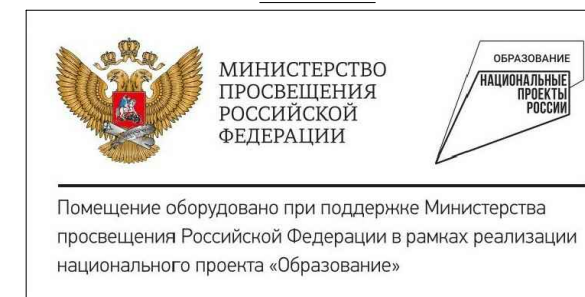 МИНИСТЕРСТВО
ПРОСВЕЩЕНИЯ
РОССИЙСКОЙ
ФЕДЕРАЦИИ
ОБРАЗОВАНИЕ
НАЦИОНАЛЬНЫЕ
ПРОЕКТЫ
РОССИИ
Помещение оборудовано при поддержке Министерства
просвещения Российской Федерации в рамках реализации
национального проекта «Образование»